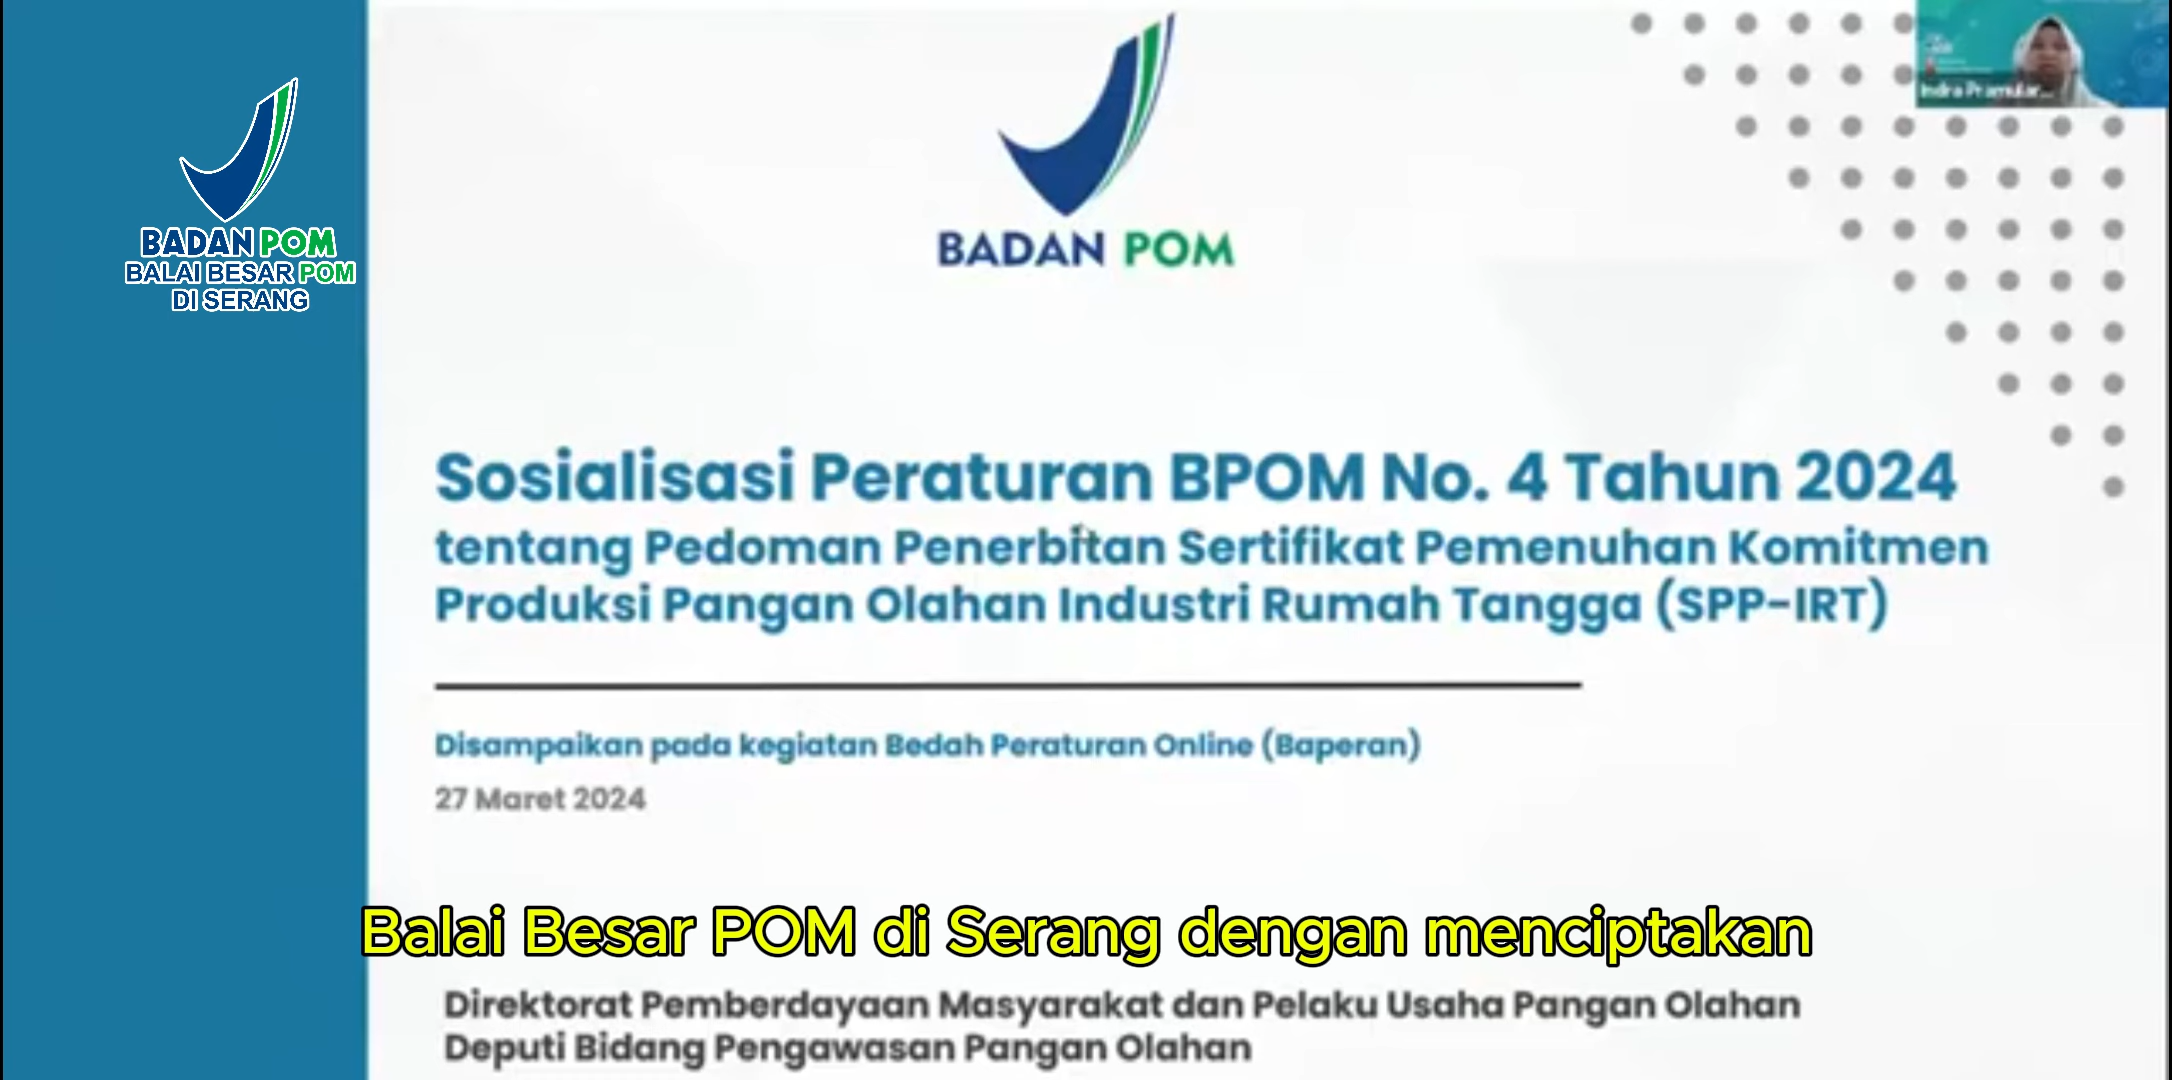 BADAN POM
BALAI BESAR POM
DI SERANG
BADAN POM
Sosialisasi Peraturan BPOM No. 4 Tahun 2024
tentang Pedoman Penerbitan Sertifikat Pemenuhan Komitmen
Produksi Pangan Olahan Industri Rumah Tangga (SPP-IRT)
Disampaikan pada kegiatan Bedah Peraturan Online (Baperan)
27 Maret 2024
Balai Besar POM di Serang dengan menciptakan
Direktorat Pemberdayaan Masyarakat dan Pelaku Usaha Pangan Olahan
Deputi Bidang Pengawasan Pangan Olahan